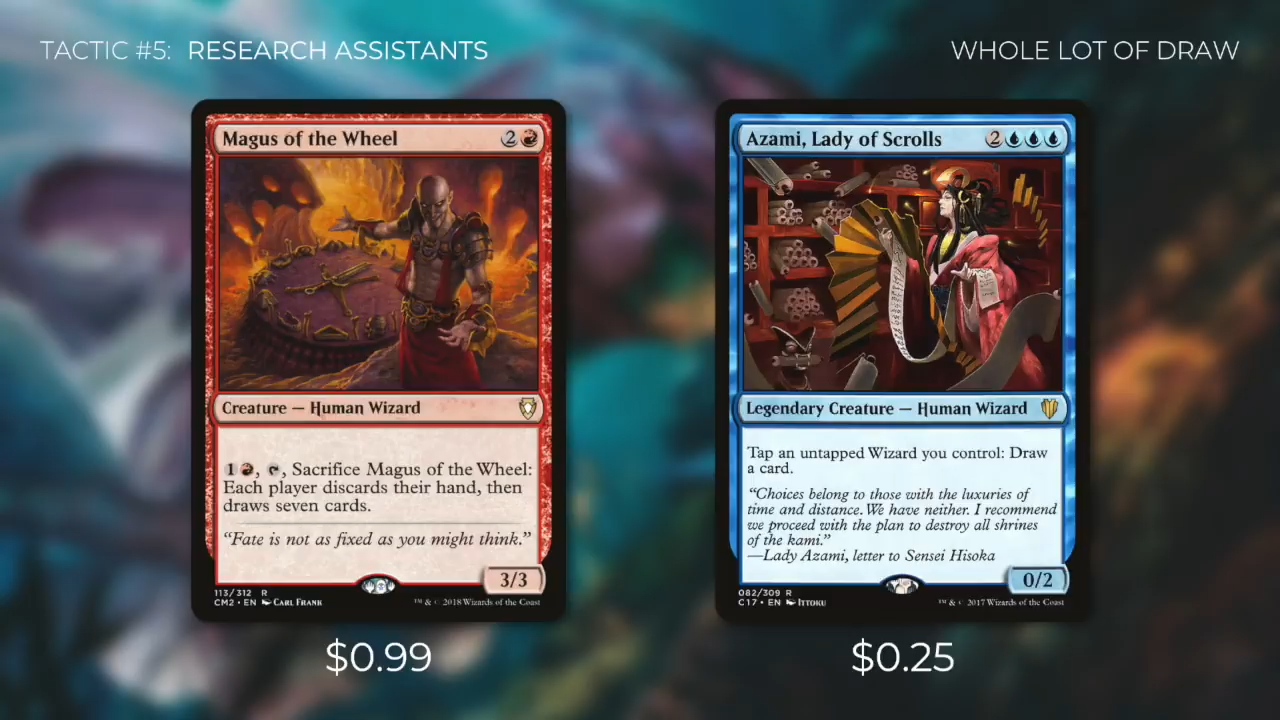 TACTIC #5: RESEARCH ASSISTANTS
WHOLE LOT OF DRAW
Magus of the Wheel 2
Creature — Human Wizard
1 , , Sacrifice Magus of the Wheel:
Each player discards their hand, then
draws seven cards.
“Fate is not as fixed as you might think.”
3/3
113/312 R
CM2 • EN CARL FRANK
™ & © 2018 Wizards of the Coast
$0.99
Azami, Lady of Scrolls 2
Legendary Creature — Human Wizard
Tap an untapped Wizard you control: Draw
a card.
“Choices belong to those with the luxuries of
time and distance. We have neither. I recommend
we proceed with the plan to destroy all shrines
of the kami.”
—Lady Azami, letter to Sensei Hisoka
0/2
082/309 R
C17 • EN ITTOKU
™ & © 2017 Wizards of the Coast
$0.25